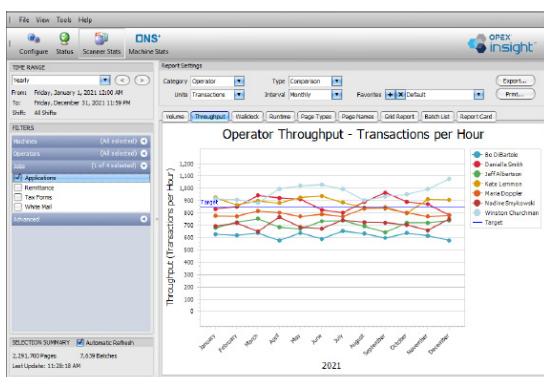 File View Tools Help
Configure Status Scanner Stats Machine Stats
ONS+
OPEX
insight
TIME RANGE
Yearly
From: Friday, January 1, 2021 12:00 AM
To: Friday, December 31, 2021 11:59 PM
Shift: All Shifts
FILTERS
Machines (All selected)
Operators (All selected)
Jobs (1 of 4 selected)
Applications
Remittance
Tax Forms
White Mail
Advanced
SELECTION SUMMARY Automatic Refresh
2,291,700 Pages 7,639 Batches
Last Update: 11:28:18 AM
Report Settings
Category Operator Type Comparison Export...
Units Transactions Interval Monthly Favorites Default Print...
Volume Throughput Wallclock Runtime Page Types Page Names Grid Report Batch List Report Card
Operator Throughput - Transactions per Hour
Throughput (Transactions per Hour)
1,200
1,100
1,000
900
Target
800
700
600
500
400
300
200
100
0
January February March April May June July August September October November December
2021
Bo DiBartolo
Daniella Smith
Jeff Albertson
Kate Lemmon
Maria Doppler
Nadine Smykowski
Winston Churchman
Target